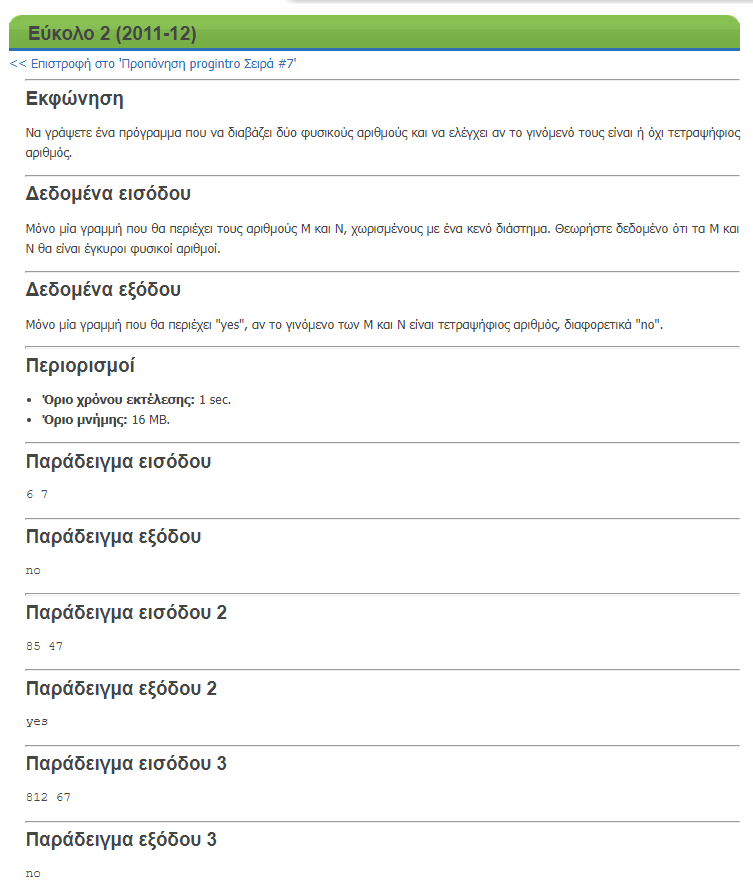 Εύκολο 2 (2011-12)
<< Επιστροφή στο 'Προπόνηση progintro Σειρά #7'
Εκφώνηση
Να γράψετε ένα πρόγραμμα που να διαβάζει δύο φυσικούς αριθμούς και να ελέγχει αν το γινόμενό τους είναι ή όχι τετραψήφιος
αριθμός.
Δεδομένα εισόδου
Μόνο μία γραμμή που θα περιέχει τους αριθμούς M και N, χωρισμένους με ένα κενό διάστημα. Θεωρήστε δεδομένο ότι τα M και
N θα είναι έγκυροι φυσικοί αριθμοί.
Δεδομένα εξόδου
Μόνο μία γραμμή που θα περιέχει "yes", αν το γινόμενο των M και N είναι τετραψήφιος αριθμός, διαφορετικά "no".
Περιορισμοί
• Όριο χρόνου εκτέλεσης: 1 sec.
• Όριο μνήμης: 16 MB.
Παράδειγμα εισόδου
6 7
Παράδειγμα εξόδου
no
Παράδειγμα εισόδου 2
85 47
Παράδειγμα εξόδου 2
yes
Παράδειγμα εισόδου 3
812 67
Παράδειγμα εξόδου 3
no